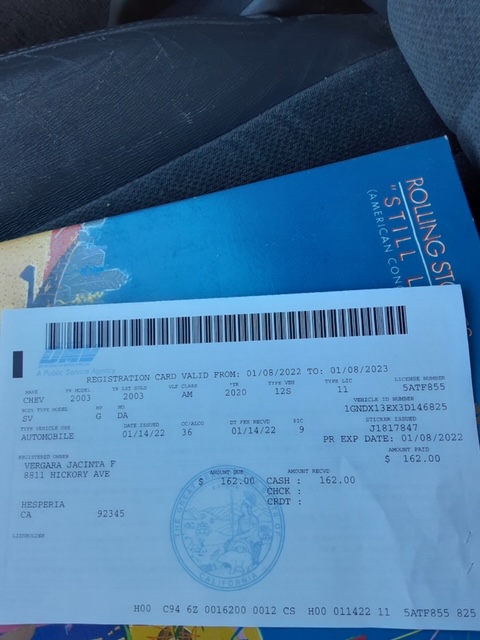 ROLLING STO
"STILL L
(AMERICAN CON
DMV
A Public Service Agency
REGISTRATION CARD VALID FROM: 01/08/2022 TO: 01/08/2023
MAKE YR MODEL YR 1ST SOLD VLF CLASS *YR TYPE VEH TYPE LIC LICENSE NUMBER
CHEV 2003 2003 AM 2020 12S 11 5ATF855
BODY TYPE MODEL MP MO VEHICLE ID NUMBER
SV G DA 1GNDX13EX3D146825
TYPE VEHICLE USE DATE ISSUED CC/ALCO DT FEE RECVD PIC STICKER ISSUED
AUTOMOBILE 01/14/22 36 01/14/22 9 J1817847
PR EXP DATE: 01/08/2022
REGISTERED OWNER AMOUNT PAID
VERGARA JACINTA F $ 162.00
8811 HICKORY AVE
AMOUNT DUE AMOUNT RECVD
$ 162.00 CASH : 162.00
CHCK :
CRDT :
HESPERIA
CA 92345
LIENHOLDER
CALIFORNIA
H00 C94 6Z 0016200 0012 CS H00 011422 11 5ATF855 825